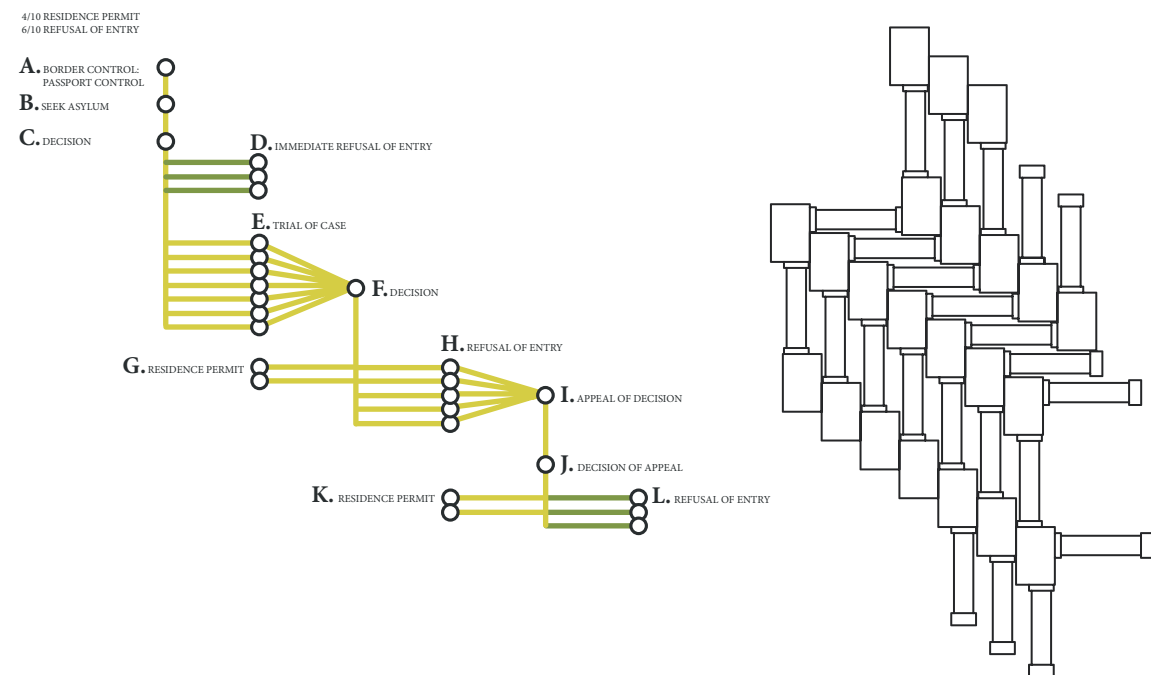 4/10 RESIDENCE PERMIT
6/10 REFUSAL OF ENTRY
A. BORDER CONTROL:
PASSPORT CONTROL
B. SEEK ASYLUM
C. DECISION
D. IMMEDIATE REFUSAL OF ENTRY
E. TRIAL OF CASE
F. DECISION
H. REFUSAL OF ENTRY
G. RESIDENCE PERMIT
I. APPEAL OF DECISION
J. DECISION OF APPEAL
K. RESIDENCE PERMIT
L. REFUSAL OF ENTRY